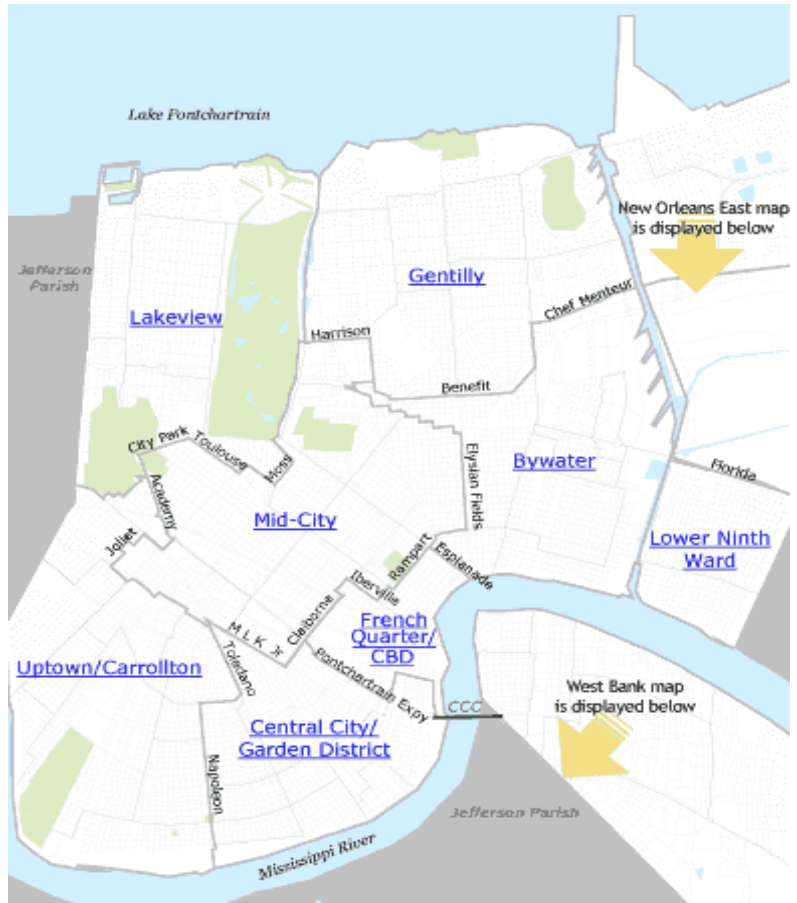 Lake Pontchartrain
New Orleans East map
is displayed below
Jefferson
Parish
Gentilly
Chef Menteur
Lakeview
Harrison
Benefit
City Park
Toulouse
Moss
Elysian Fields
Bywater
Florida
Academy
Mid-City
Joliet
Lower Ninth
Ward
Rampart
Esplanade
Iberville
Claiborne
French
Quarter/
CBD
M L K Jr
Toledano
Uptown/Carrollton
Pontchartrain Expy
West Bank map
is displayed below
CCC
Central City/
Garden District
Napoleon
Jefferson Parish
Mississippi River